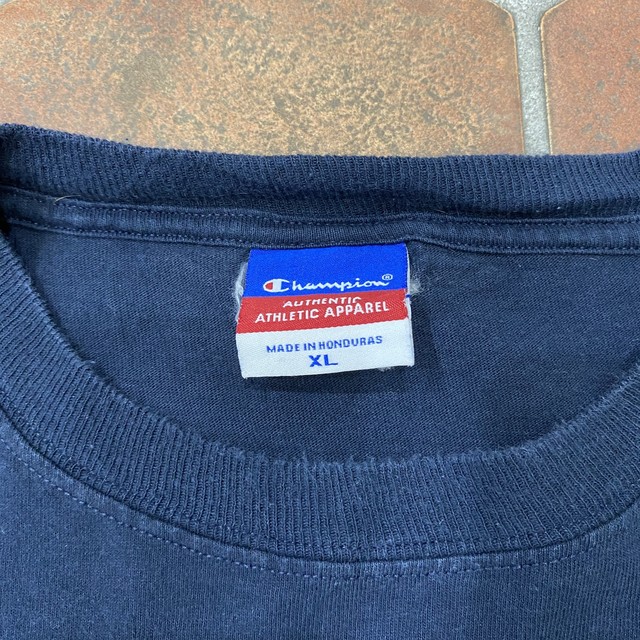 Champion®
AUTHENTIC
ATHLETIC APPAREL
MADE IN HONDURAS
XL